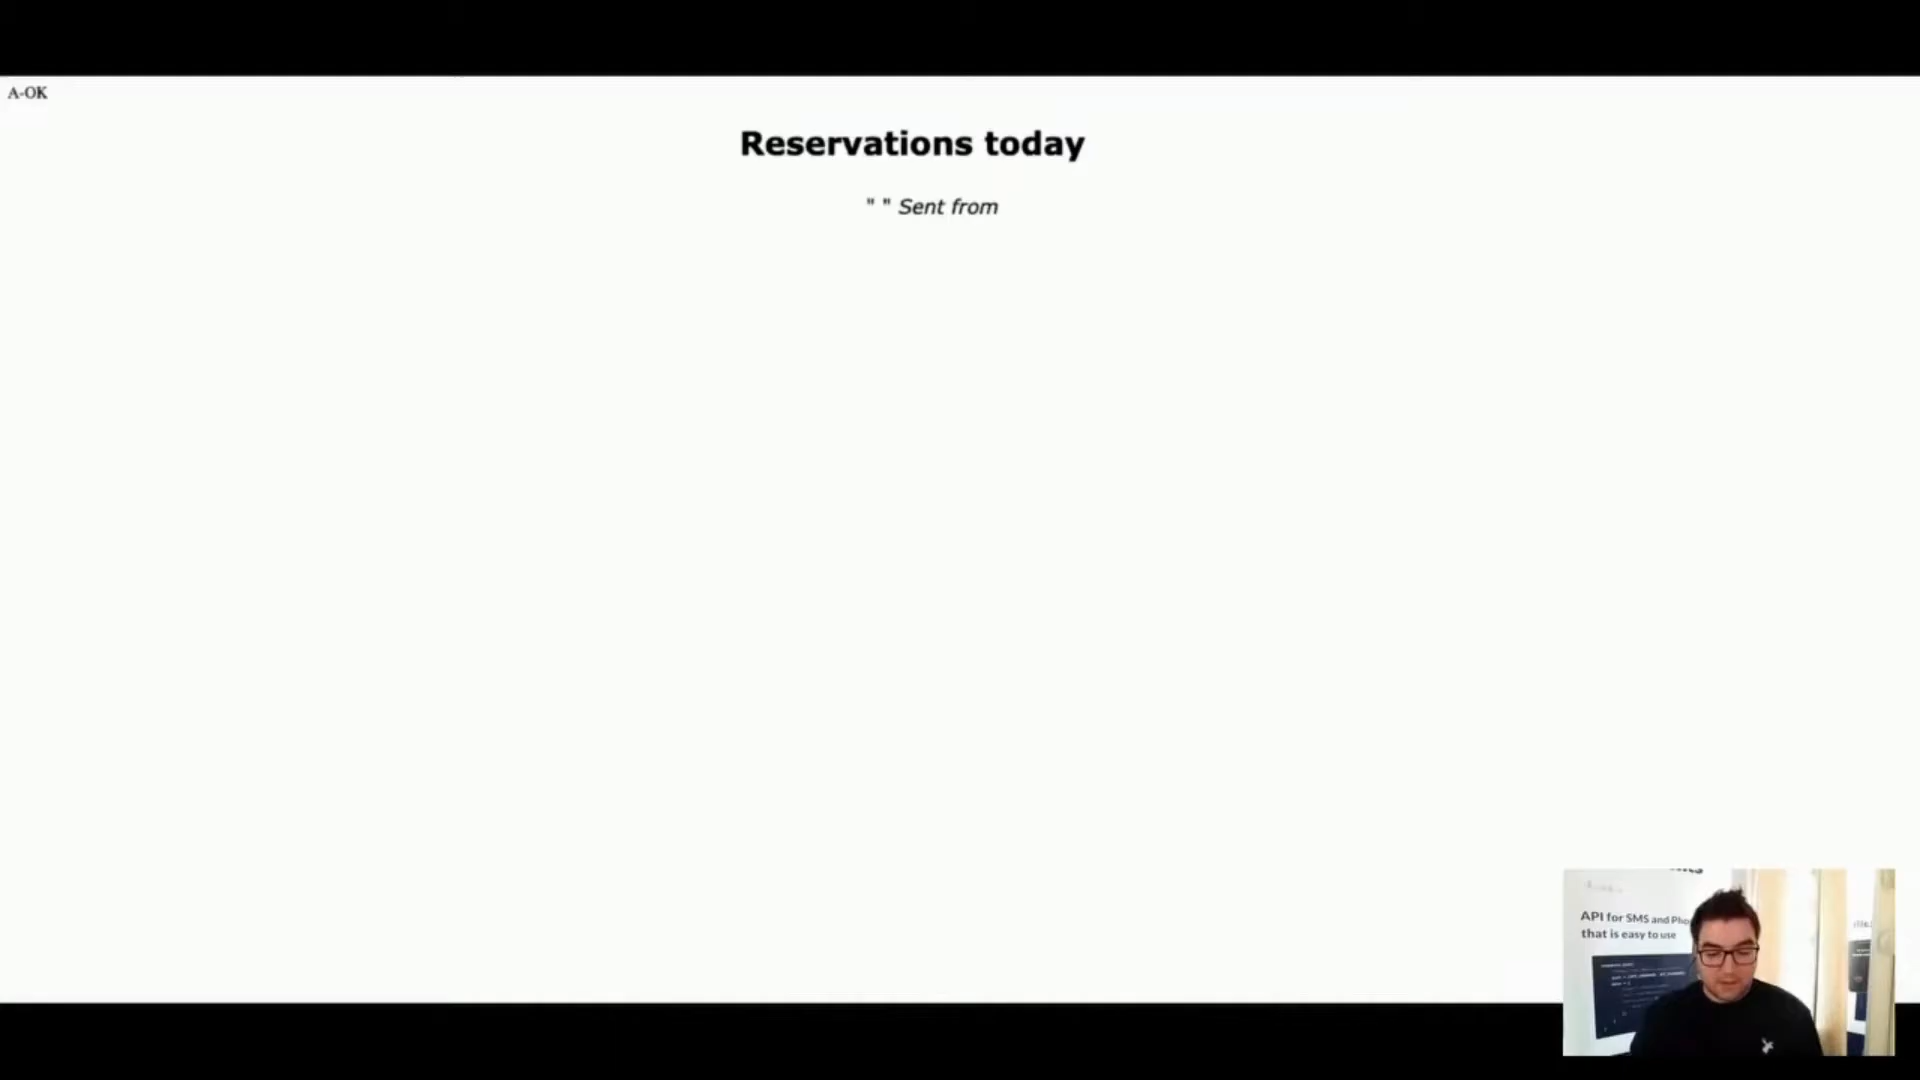 A-OK
Reservations today
" " Sent from
API for SMS and Pho
that is easy to use